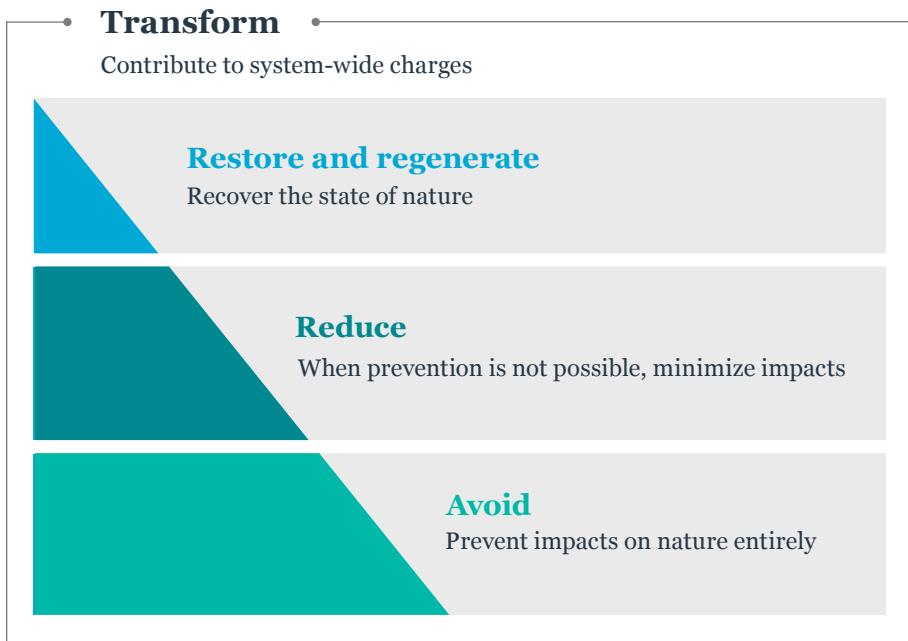 Transform
Contribute to system-wide charges
Restore and regenerate
Recover the state of nature
Reduce
When prevention is not possible, minimize impacts
Avoid
Prevent impacts on nature entirely